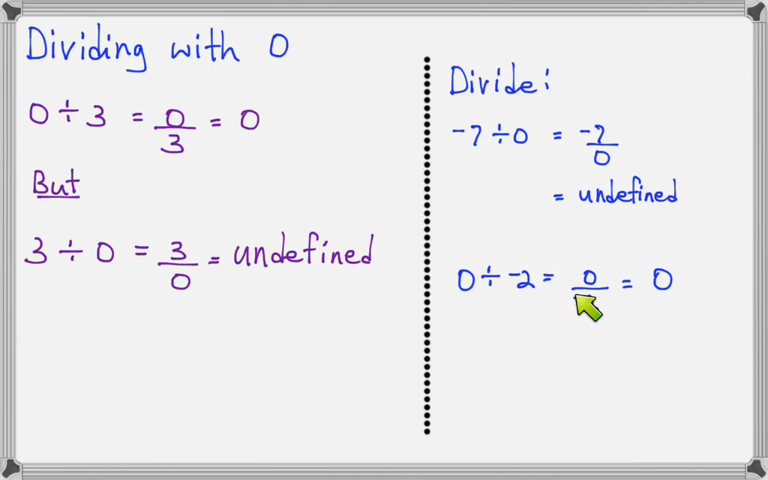 Dividing with 0
0 ÷ 3 = 0/3 = 0
But
3 ÷ 0 = 3/0 = undefined
Divide:
-7 ÷ 0 = -7/0
= undefined
0 ÷ -2 = 0/ = 0